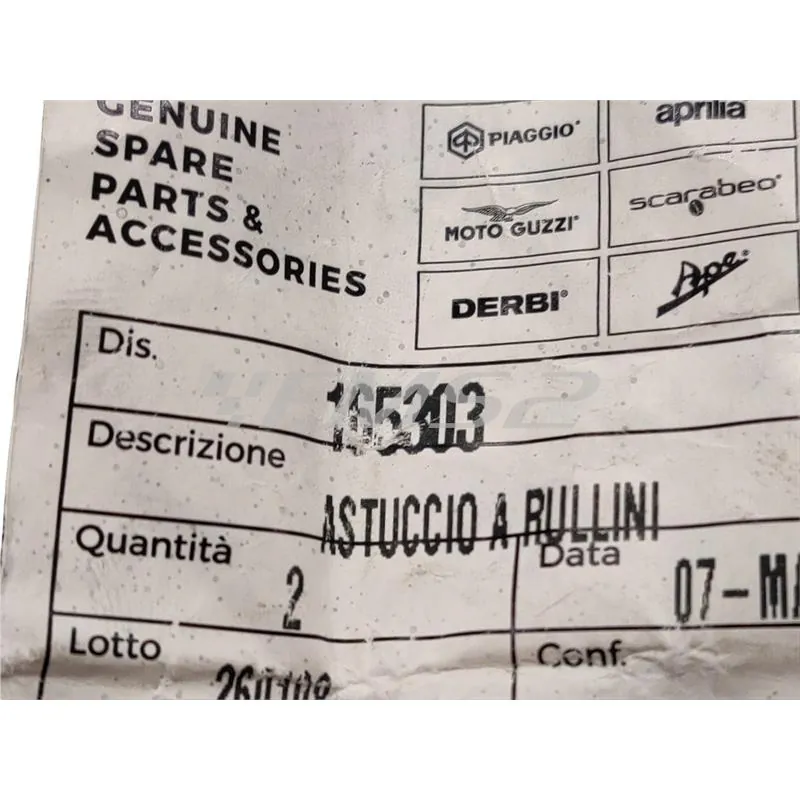 GENUINE
SPARE
PARTS &
ACCESSORIES
PIAGGIO®
aprilia
MOTO GUZZI®
scarabeo®
DERBI®
Ape®
Dis.
165303
Descrizione
ASTUCCIO A RULLINI
Quantità
2
Data
07-MA
Lotto
Conf.